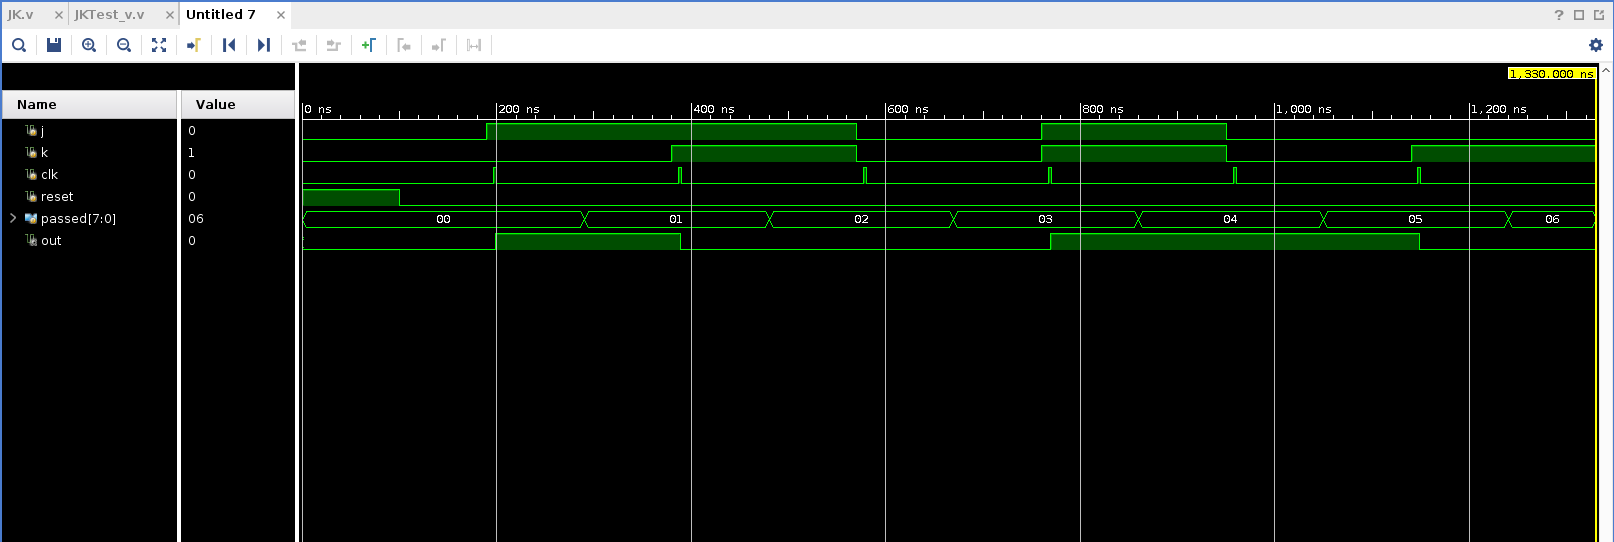 JK.v × JKTest_v.v × Untitled 7 × ?
1,330.000 ns
Name Value
0 ns 200 ns 400 ns 600 ns 800 ns 1,000 ns 1,200 ns
j 0
k 1
clk 0
reset 0
passed[7:0] 06 00 01 02 03 04 05 06
out 0